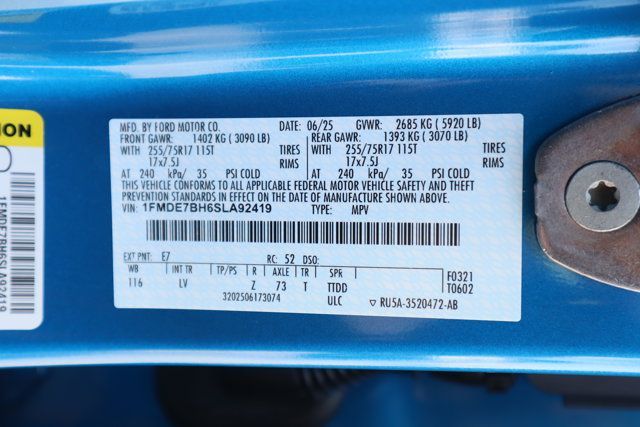 MFD. BY FORD MOTOR CO. DATE: 06/25 GVWR: 2685 KG ( 5920 LB)
FRONT GAWR: 1402 KG ( 3090 LB) REAR GAWR: 1393 KG ( 3070 LB)
WITH 255/75R17 115T TIRES WITH 255/75R17 115T TIRES
17x7.5J RIMS 17x7.5J RIMS
AT 240 kPa/ 35 PSI COLD AT 240 kPa/ 35 PSI COLD
THIS VEHICLE CONFORMS TO ALL APPLICABLE FEDERAL MOTOR VEHICLE SAFETY AND THEFT
PREVENTION STANDARDS IN EFFECT ON THE DATE OF MANUFACTURE SHOWN ABOVE.
VIN: 1FMDE7BH6SLA92419 TYPE: MPV
EXT PNT: E7 RC: 52 DSO:
WB INT TR TP/PS R AXLE TR SPR F0321
116 LV Z 73 T TTDD T0602
3202506173074 ULC ▽ RU5A-3520472-AB
ION
1FMDE7BH6SLA92419